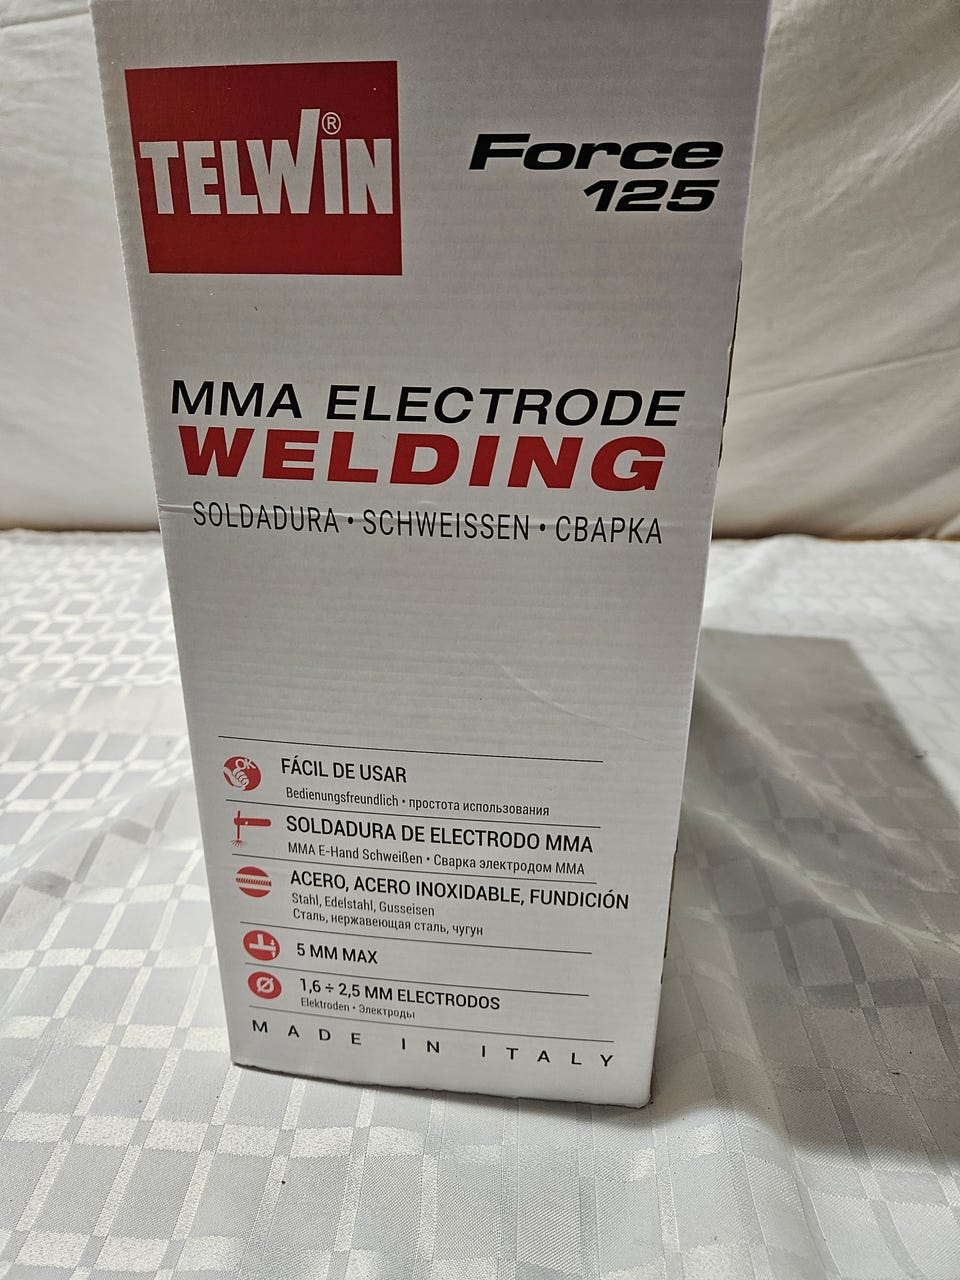 TELWIN®
Force
125
MMA ELECTRODE
WELDING
SOLDADURA • SCHWEISSEN • СВАРКА
OK
FÁCIL DE USAR
Bedienungsfreundlich • простота использования
SOLDADURA DE ELECTRODO MMA
MMA E-Hand Schweißen • Сварка электродом ММА
ACERO, ACERO INOXIDABLE, FUNDICIÓN
Stahl, Edelstahl, Gusseisen
Сталь, нержавеющая сталь, чугун
5 MM MAX
1,6 ÷ 2,5 MM ELECTRODOS
Elektroden • Электроды
MADE IN ITALY